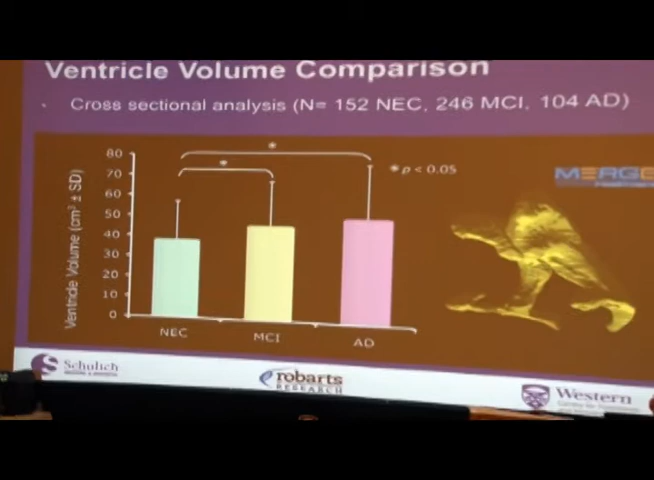 Ventricle Volume Comparison
Cross sectional analysis (N= 152 NEC, 246 MCI, 104 AD)
Ventricle Volume (cm³ ± SD)
80
70
60
50
40
30
20
10
0
*
*
* p < 0.05
NEC
MCI
AD
MERGE
S Schulich
robarts
RESEARCH
Western